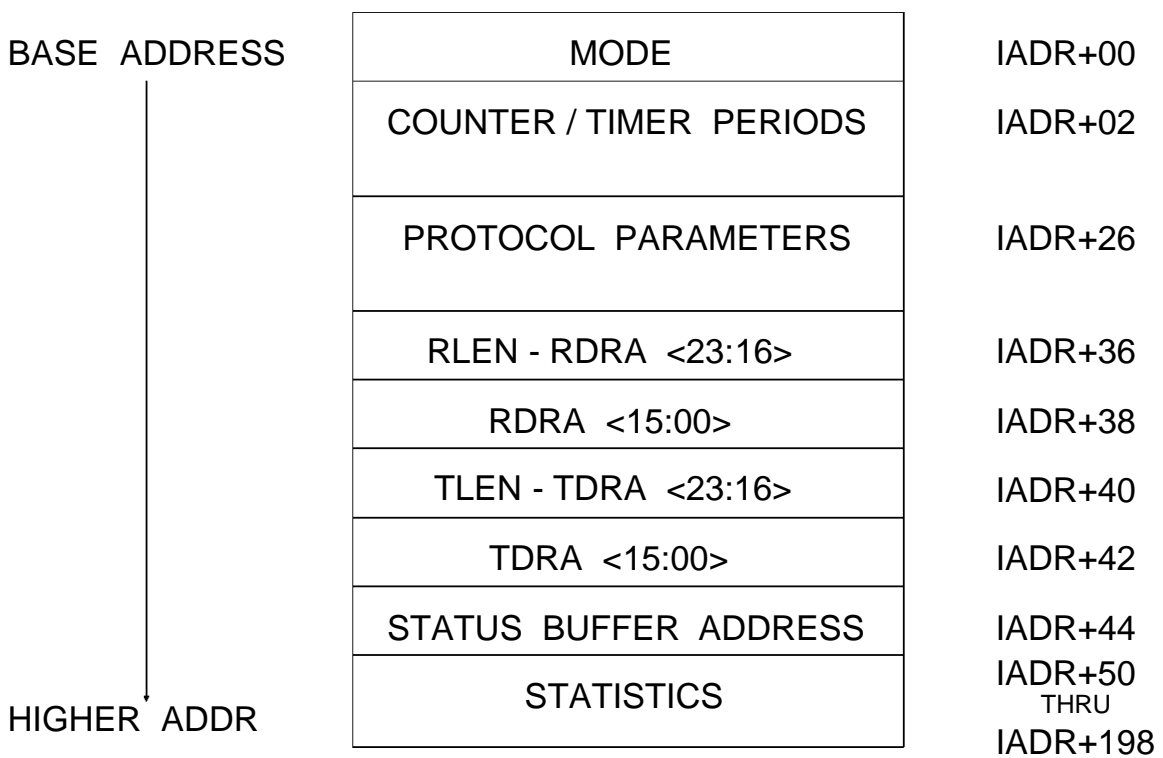 BASE ADDRESS MODE IADR+00
COUNTER / TIMER PERIODS IADR+02
PROTOCOL PARAMETERS IADR+26
RLEN - RDRA <23:16> IADR+36
RDRA <15:00> IADR+38
TLEN - TDRA <23:16> IADR+40
TDRA <15:00> IADR+42
STATUS BUFFER ADDRESS IADR+44
STATISTICS IADR+50
THRU
HIGHER ADDR IADR+198